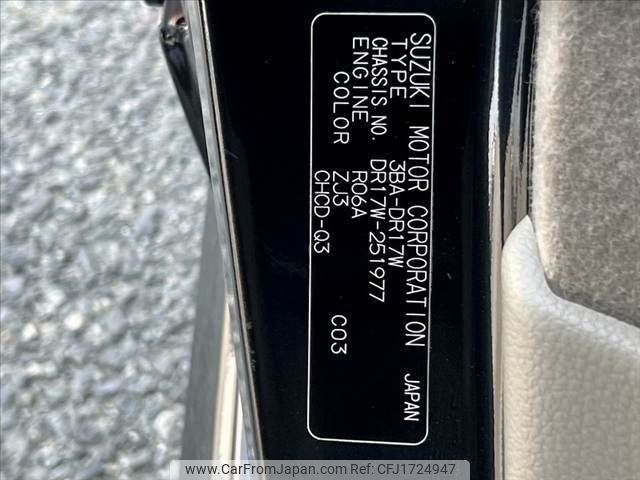 SUZUKI MOTOR CORPORATION JAPAN
TYPE 3BA-DR17W
CHASSIS NO. DR17W-251977
ENGINE R06A
COLOR ZJ3 C03
CHCD-Q3
www.CarFromJapan.com REF ID: CFJ1724947